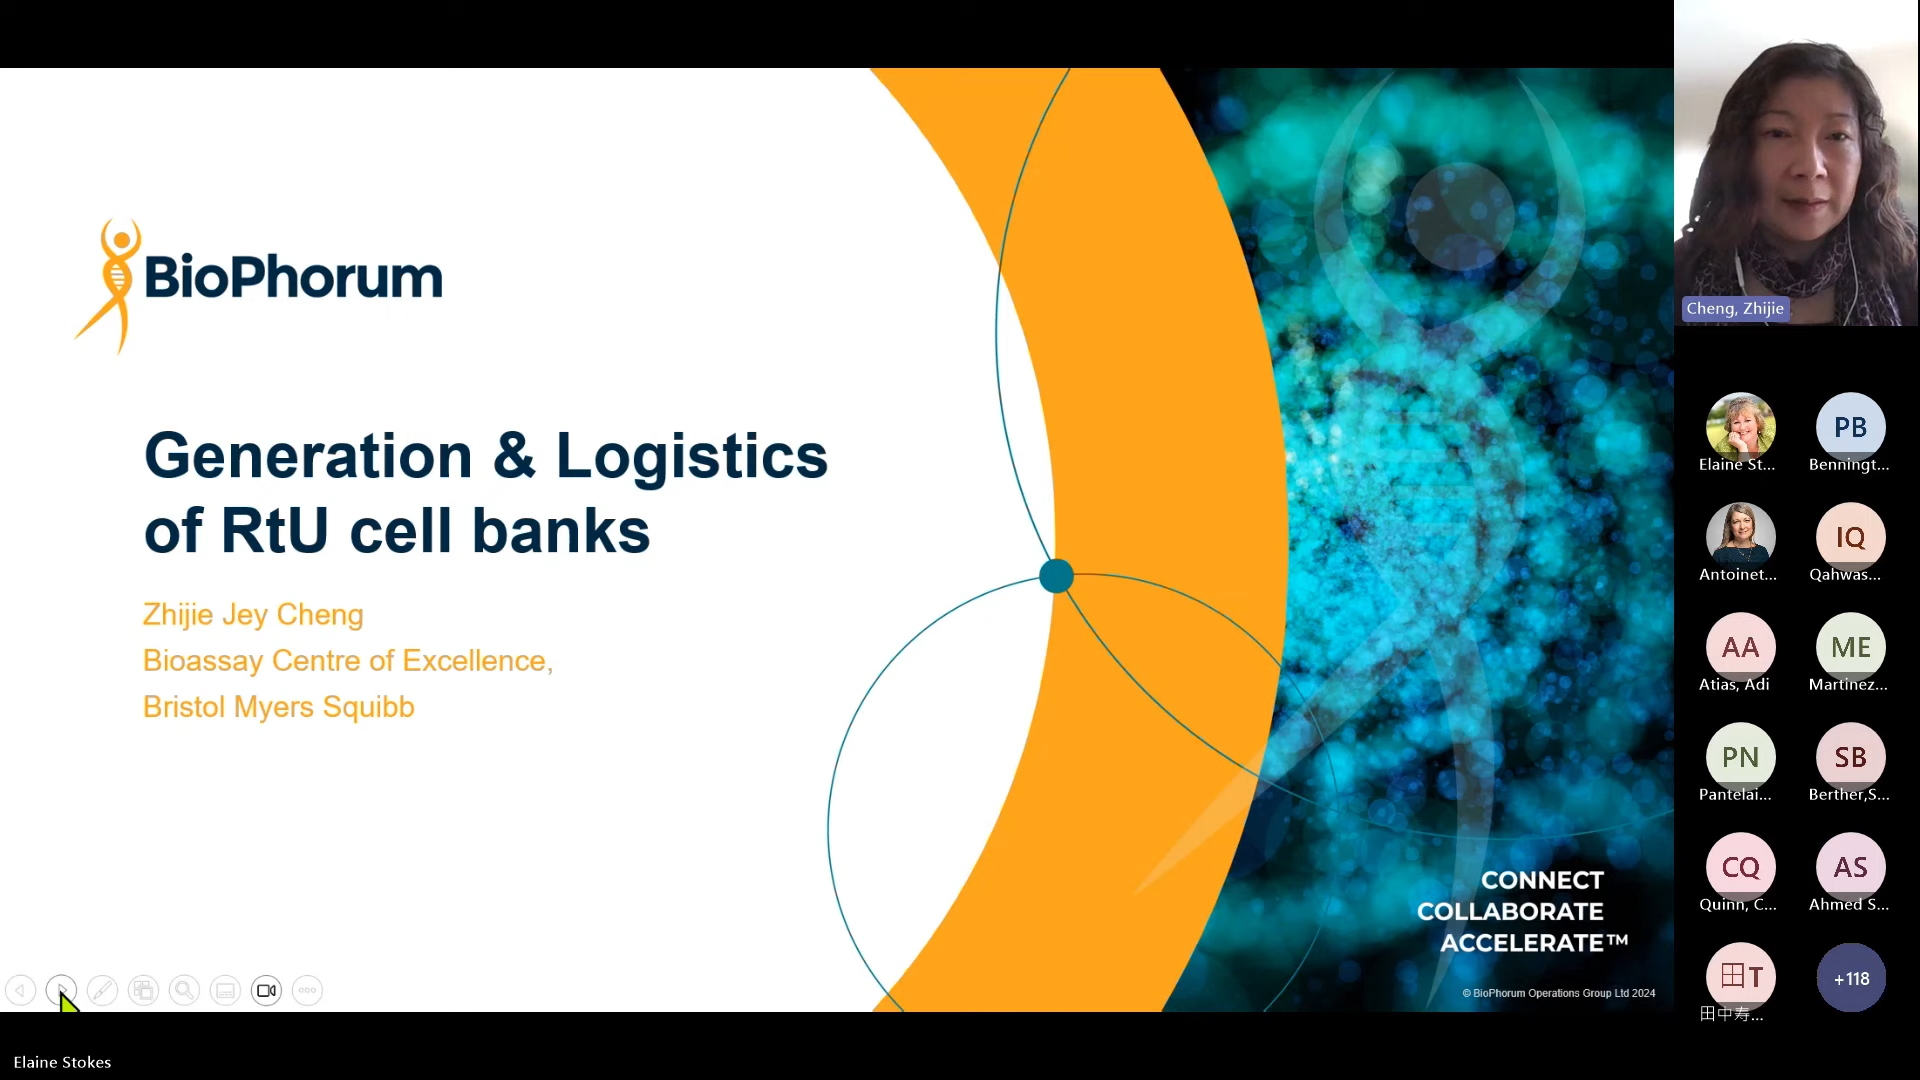 BioPhorum
Generation & Logistics
of RtU cell banks
Zhijie Jey Cheng
Bioassay Centre of Excellence,
Bristol Myers Squibb
CONNECT
COLLABORATE
ACCELERATE™
© BioPhorum Operations Group Ltd 2024
Elaine Stokes
Cheng, Zhijie
Elaine St...
PB
Benningt...
Antoinet...
IQ
Qahwas...
AA
Atias, Adi
ME
Martinez...
PN
Pantelai...
SB
Berther,S...
CQ
Quinn, C...
AS
Ahmed S...
田T
田中寿...
+118